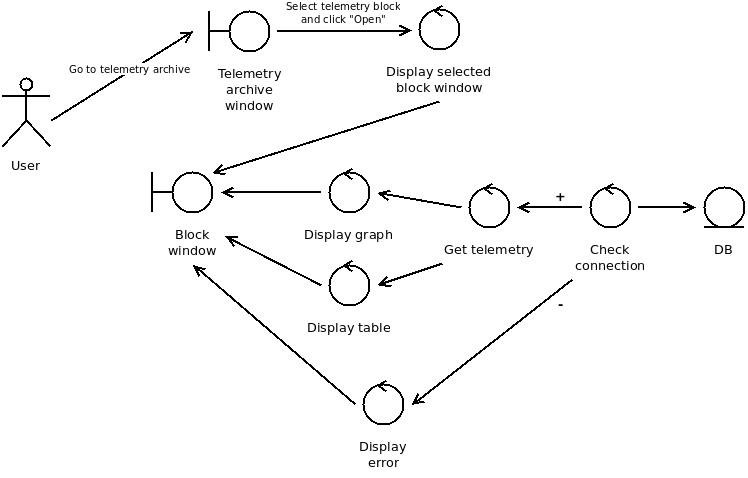 Select telemetry block
and click "Open"
Go to telemetry archive
Telemetry
archive
window
Display selected
block window
User
Block
window
Display graph
Get telemetry
+
Check
connection
DB
-
Display table
Display
error